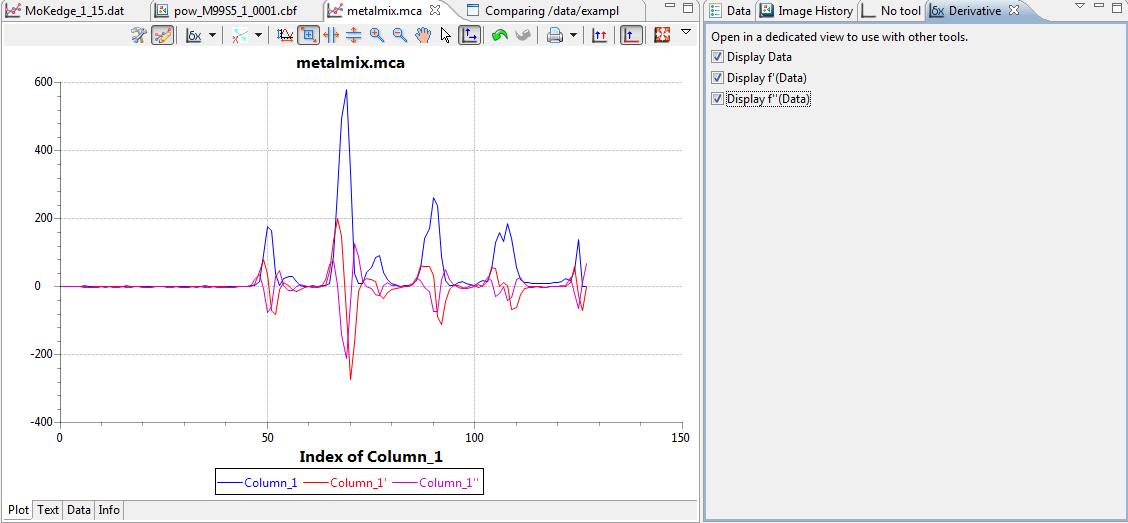 MoKedge_1_15.dat
pow_M99S5_1_0001.cbf
metalmix.mca
Comparing /data/exampl
Data
Image History
No tool
δx Derivative
δx
Open in a dedicated view to use with other tools.
Display Data
Display f'(Data)
Display f''(Data)
metalmix.mca
600
400
200
0
-200
-400
0
50
100
150
Index of Column_1
Column_1
Column_1'
Column_1''
Plot
Text
Data
Info